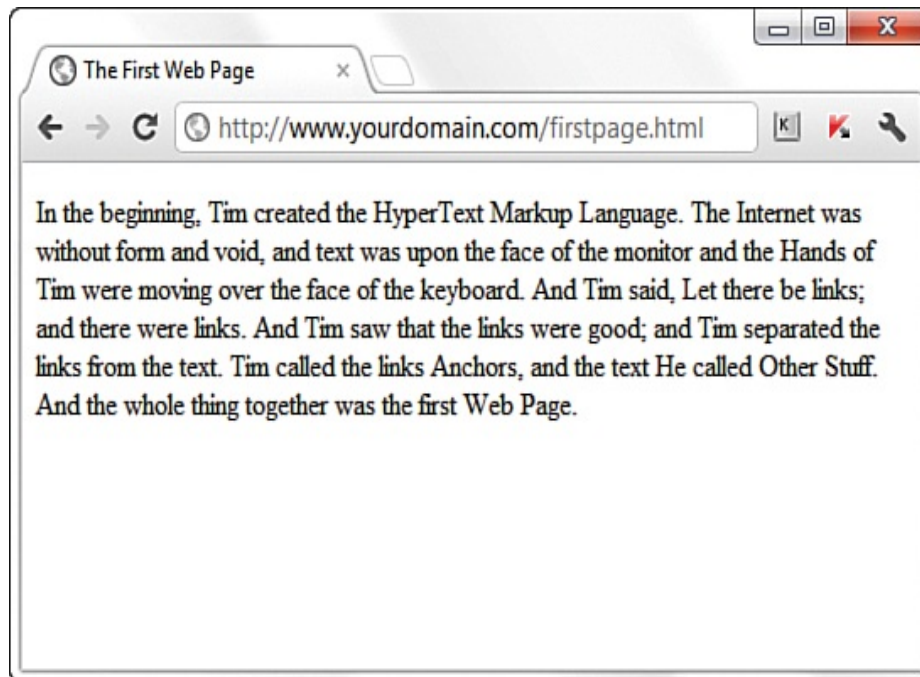 The First Web Page
http://www.yourdomain.com/firstpage.html
In the beginning, Tim created the HyperText Markup Language. The Internet was
without form and void, and text was upon the face of the monitor and the Hands of
Tim were moving over the face of the keyboard. And Tim said, Let there be links;
and there were links. And Tim saw that the links were good; and Tim separated the
links from the text. Tim called the links Anchors, and the text He called Other Stuff.
And the whole thing together was the first Web Page.